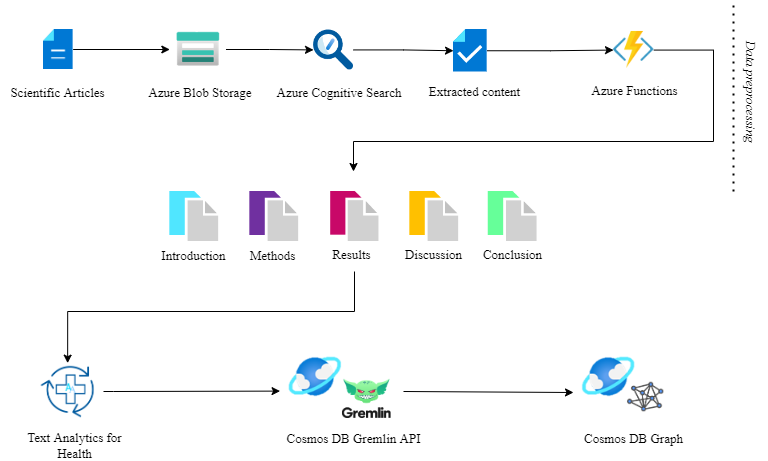 Scientific Articles
Azure Blob Storage
Azure Cognitive Search
Extracted content
Azure Functions
Data preprocessing
Introduction
Methods
Results
Discussion
Conclusion
Text Analytics for
Health
Gremlin
Cosmos DB Gremlin API
Cosmos DB Graph